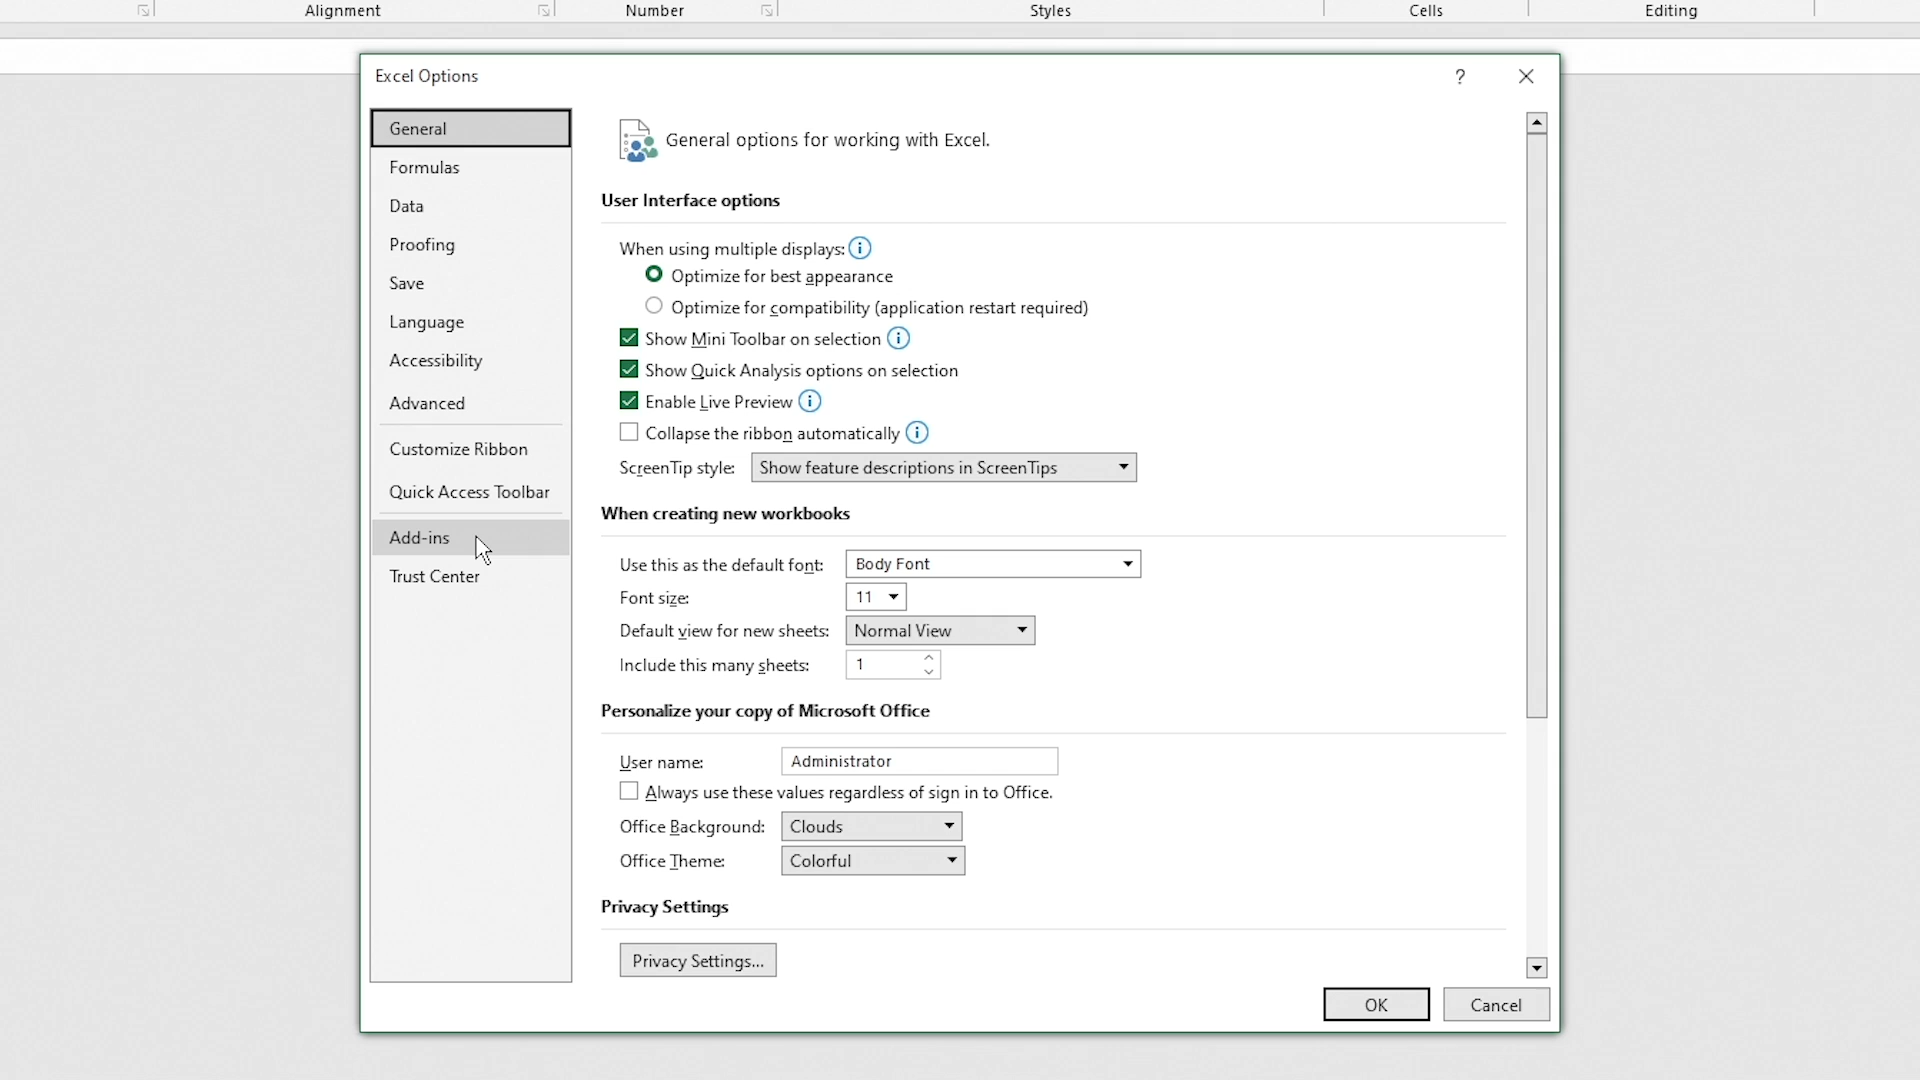 Alignment Number Styles Cells Editing
Excel Options ?
General
Formulas
Data
Proofing
Save
Language
Accessibility
Advanced
Customize Ribbon
Quick Access Toolbar
Add-ins
Trust Center
General options for working with Excel.
User Interface options
When using multiple displays:
Optimize for best appearance
Optimize for compatibility (application restart required)
Show Mini Toolbar on selection
Show Quick Analysis options on selection
Enable Live Preview
Collapse the ribbon automatically
ScreenTip style: Show feature descriptions in ScreenTips
When creating new workbooks
Use this as the default font: Body Font
Font size: 11
Default view for new sheets: Normal View
Include this many sheets: 1
Personalize your copy of Microsoft Office
User name: Administrator
Always use these values regardless of sign in to Office.
Office Background: Clouds
Office Theme: Colorful
Privacy Settings
Privacy Settings...
OK Cancel